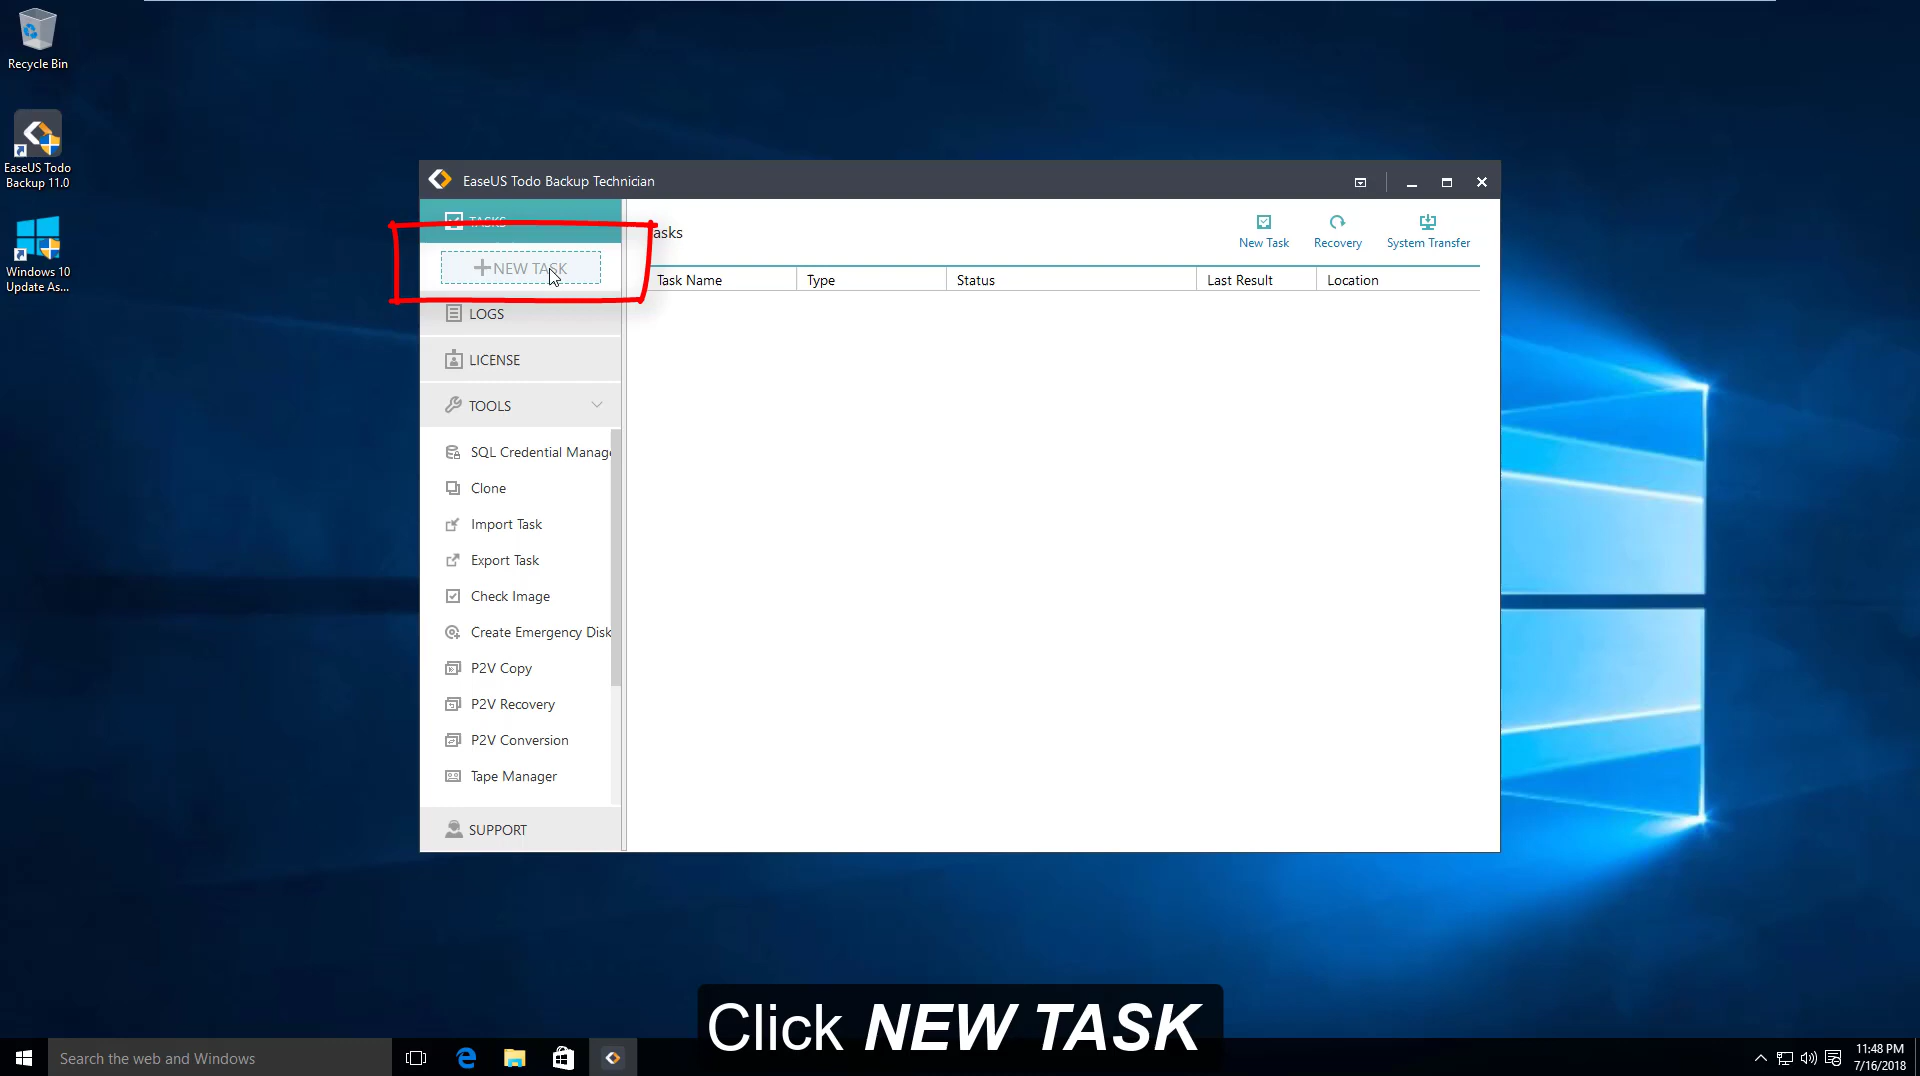 Recycle Bin
EaseUS Todo
Backup 11.0
Windows 10
Update As...
EaseUS Todo Backup Technician
TASKS
NEW TASK
LOGS
LICENSE
TOOLS
SQL Credential Manage
Clone
Import Task
Export Task
Check Image
Create Emergency Disk
P2V Copy
P2V Recovery
P2V Conversion
Tape Manager
SUPPORT
asks
New Task
Recovery
System Transfer
Task Name Type Status Last Result Location
Click NEW TASK
Search the web and Windows
11:48 PM
7/16/2018